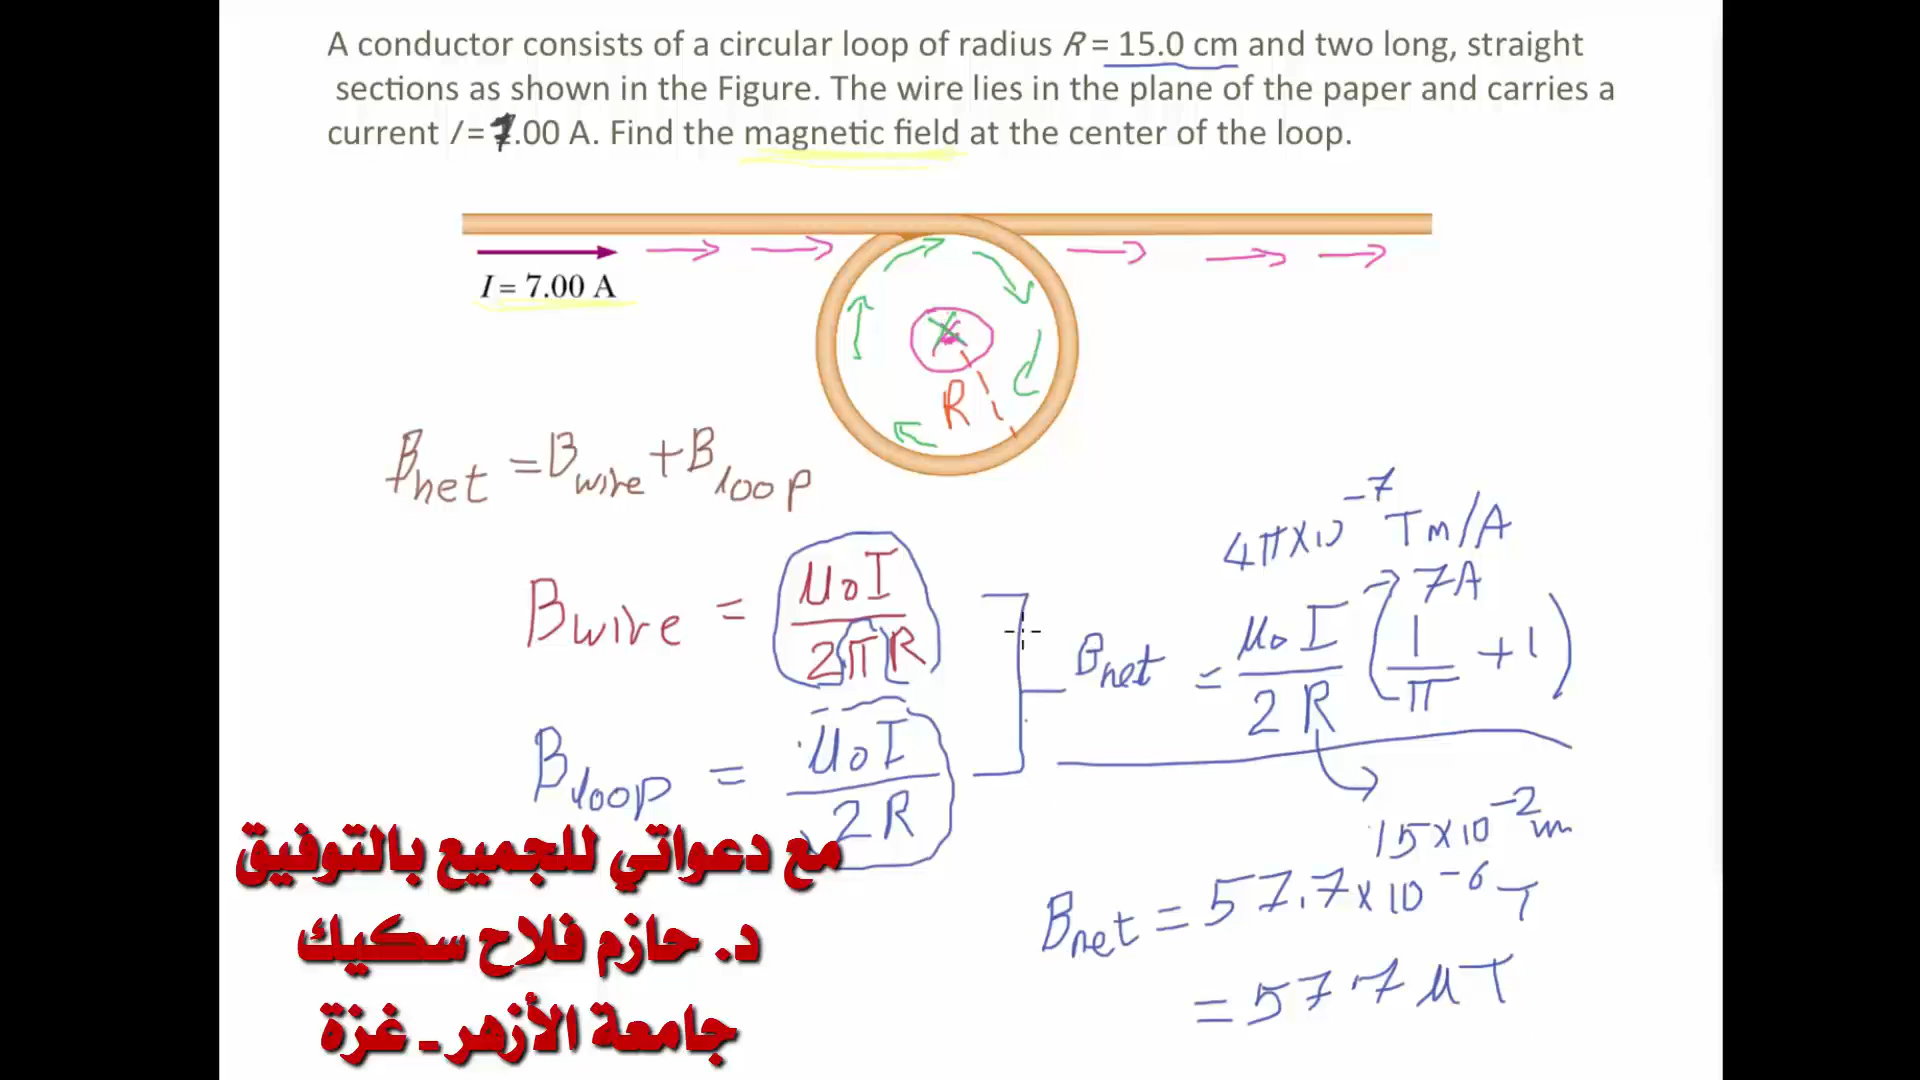 A conductor consists of a circular loop of radius R = 15.0 cm and two long, straight
sections as shown in the Figure. The wire lies in the plane of the paper and carries a
current I = 7.00 A. Find the magnetic field at the center of the loop.
I = 7.00 A
R
Bnet = Bwire + Bloop
4π×10⁻⁷ Tm/A
7A
Bwire = μ₀I / 2πR
Bnet = μ₀I / 2R (1/π + 1)
Bloop = μ₀I / 2R
15×10⁻² m
Bnet = 57.7×10⁻⁶ T
= 57.7 μT
مع دعواتي للجميع بالتوفيق
د. حازم فلاح سكيك
جامعة الأزهر - غزة